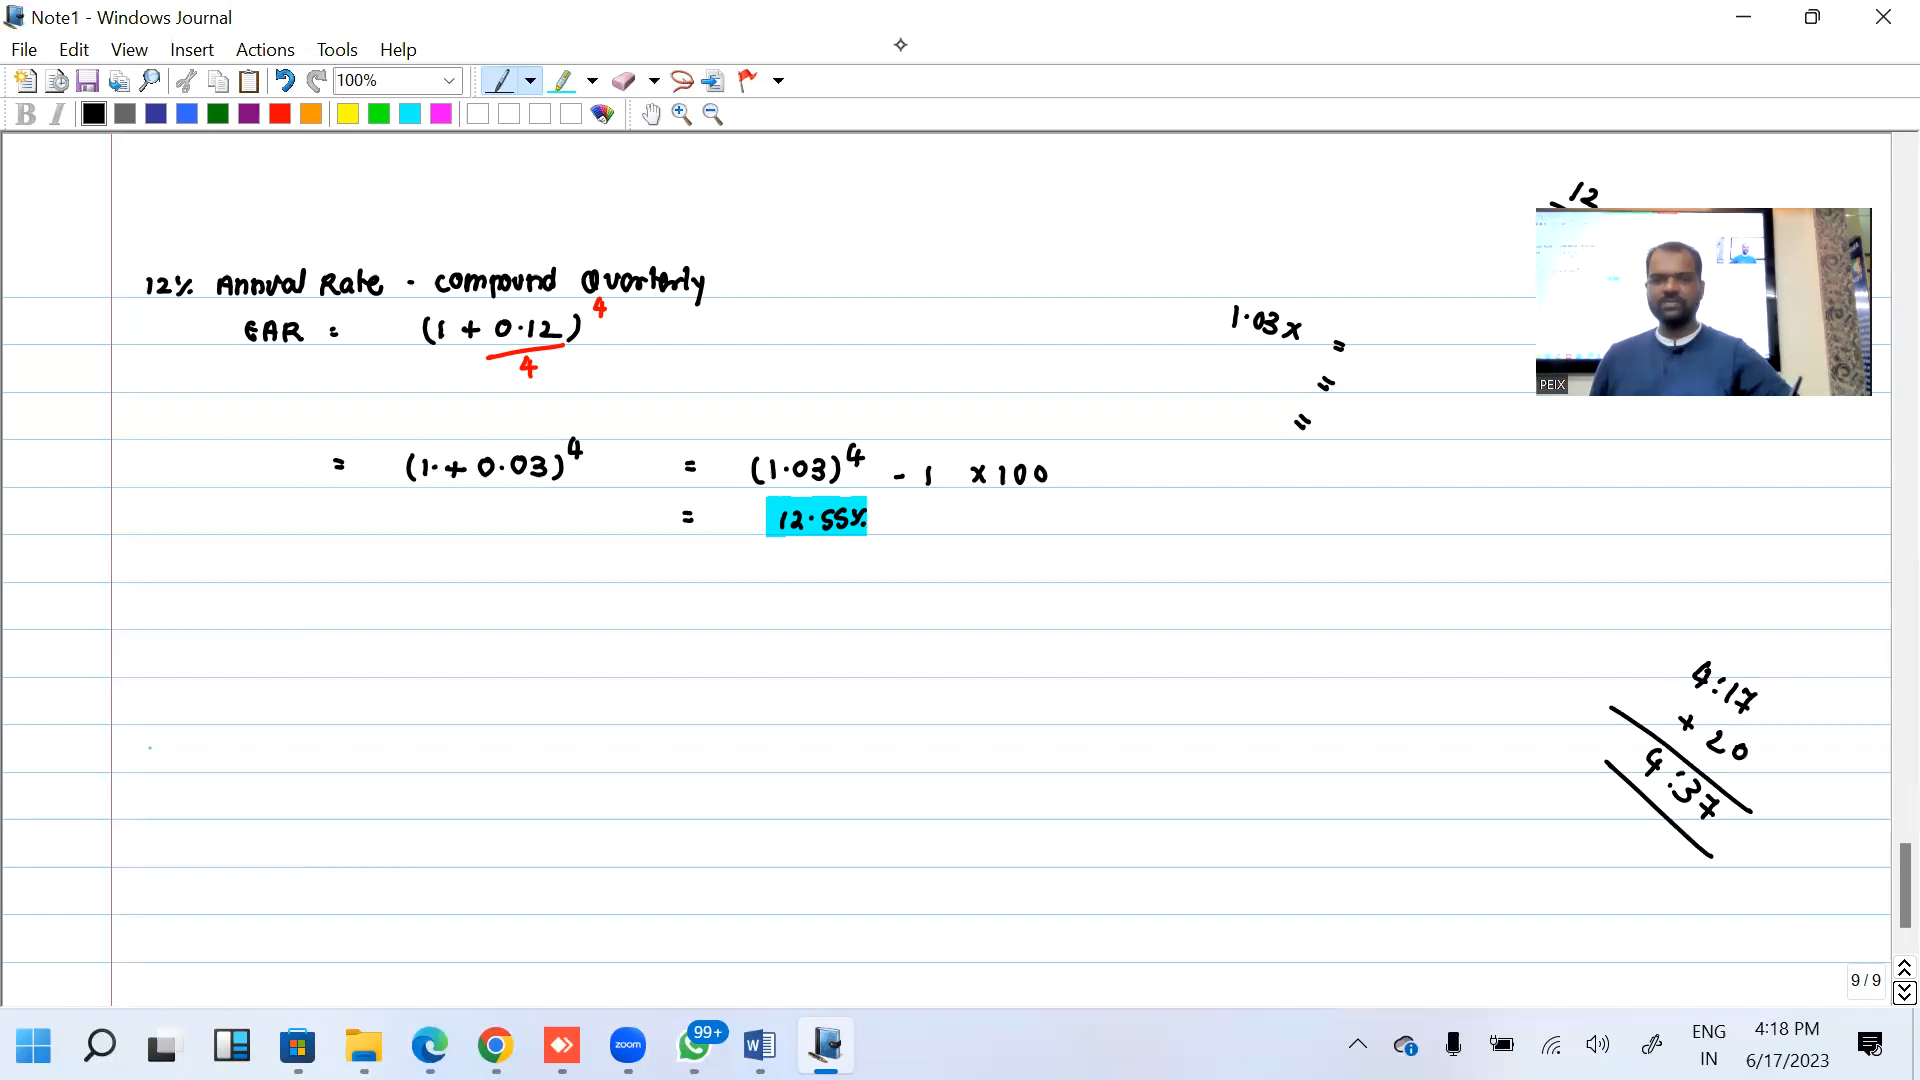 Note1 - Windows Journal
File Edit View Insert Actions Tools Help
100%
B I
12
12% Annual Rate - compound Quarterly
EAR = (1 + 0.12)4
4
1.03x =
=
=
PEIX
= (1.+ 0.03)4 = (1.03)4 - 1 x 100
= 12.55%
4:17
+ 20
4:37
9 / 9
99+
zoom
ENG
IN
4:18 PM
6/17/2023